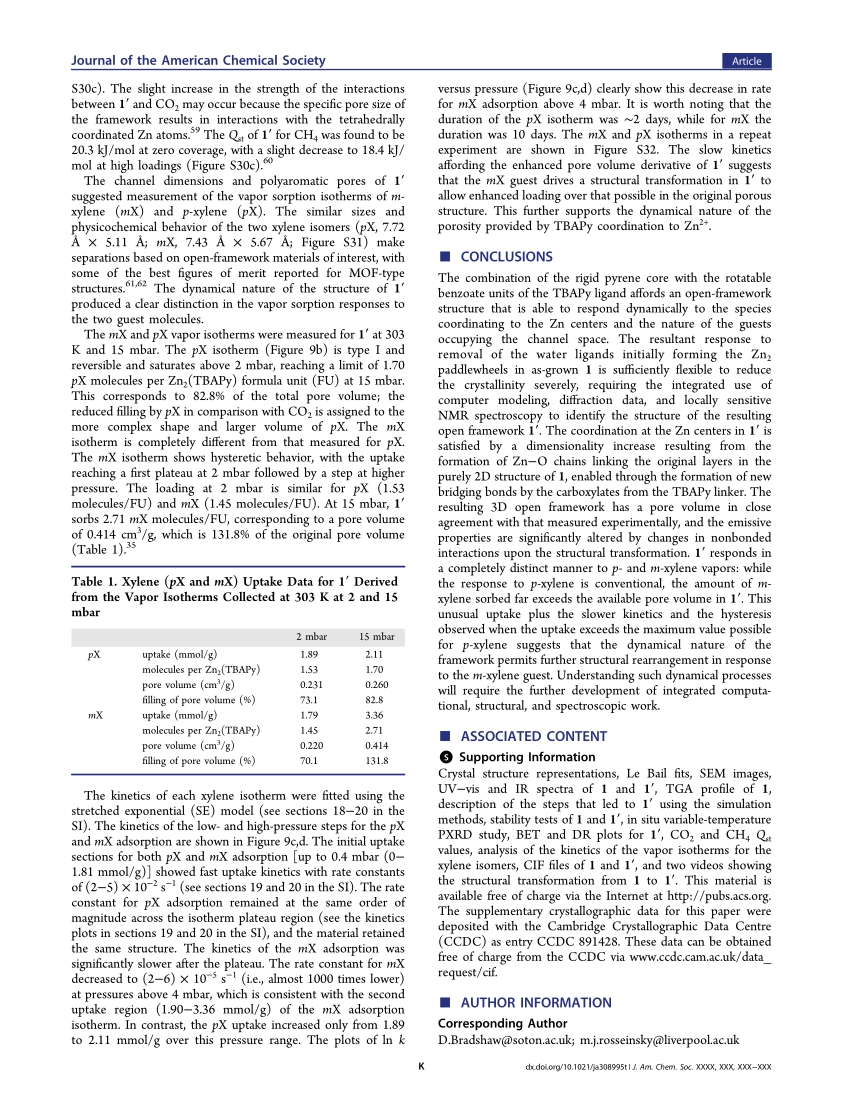 Journal of the American Chemical Society
Article
S30c). The slight increase in the strength of the interactions
between 1′ and CO2 may occur because the specific pore size of
the framework results in interactions with the tetrahedrally
coordinated Zn atoms.59 The Qst of 1′ for CH4 was found to be
20.3 kJ/mol at zero coverage, with a slight decrease to 18.4 kJ/
mol at high loadings (Figure S30c).60
The channel dimensions and polyaromatic pores of 1′
suggested measurement of the vapor sorption isotherms of m-
xylene (mX) and p-xylene (pX). The similar sizes and
physicochemical behavior of the two xylene isomers (pX, 7.72
Å × 5.11 Å; mX, 7.43 Å × 5.67 Å; Figure S31) make
separations based on open-framework materials of interest, with
some of the best figures of merit reported for MOF-type
structures.61,62 The dynamical nature of the structure of 1′
produced a clear distinction in the vapor sorption responses to
the two guest molecules.
The mX and pX vapor isotherms were measured for 1′ at 303
K and 15 mbar. The pX isotherm (Figure 9b) is type I and
reversible and saturates above 2 mbar, reaching a limit of 1.70
pX molecules per Zn2(TBAPy) formula unit (FU) at 15 mbar.
This corresponds to 82.8% of the total pore volume; the
reduced filling by pX in comparison with CO2 is assigned to the
more complex shape and larger volume of pX. The mX
isotherm is completely different from that measured for pX.
The mX isotherm shows hysteretic behavior, with the uptake
reaching a first plateau at 2 mbar followed by a step at higher
pressure. The loading at 2 mbar is similar for pX (1.53
molecules/FU) and mX (1.45 molecules/FU). At 15 mbar, 1′
sorbs 2.71 mX molecules/FU, corresponding to a pore volume
of 0.414 cm3/g, which is 131.8% of the original pore volume
(Table 1).35
Table 1. Xylene (pX and mX) Uptake Data for 1′ Derived
from the Vapor Isotherms Collected at 303 K at 2 and 15
mbar
2 mbar 15 mbar
pX uptake (mmol/g) 1.89 2.11
molecules per Zn2(TBAPy) 1.53 1.70
pore volume (cm3/g) 0.231 0.260
filling of pore volume (%) 73.1 82.8
mX uptake (mmol/g) 1.79 3.36
molecules per Zn2(TBAPy) 1.45 2.71
pore volume (cm3/g) 0.220 0.414
filling of pore volume (%) 70.1 131.8
The kinetics of each xylene isotherm were fitted using the
stretched exponential (SE) model (see sections 18−20 in the
SI). The kinetics of the low- and high-pressure steps for the pX
and mX adsorption are shown in Figure 9c,d. The initial uptake
sections for both pX and mX adsorption [up to 0.4 mbar (0−
1.81 mmol/g)] showed fast uptake kinetics with rate constants
of (2−5) × 10−2 s−1 (see sections 19 and 20 in the SI). The rate
constant for pX adsorption remained at the same order of
magnitude across the isotherm plateau region (see the kinetics
plots in sections 19 and 20 in the SI), and the material retained
the same structure. The kinetics of the mX adsorption was
significantly slower after the plateau. The rate constant for mX
decreased to (2−6) × 10−5 s−1 (i.e., almost 1000 times lower)
at pressures above 4 mbar, which is consistent with the second
uptake region (1.90−3.36 mmol/g) of the mX adsorption
isotherm. In contrast, the pX uptake increased only from 1.89
to 2.11 mmol/g over this pressure range. The plots of ln k
versus pressure (Figure 9c,d) clearly show this decrease in rate
for mX adsorption above 4 mbar. It is worth noting that the
duration of the pX isotherm was ∼2 days, while for mX the
duration was 10 days. The mX and pX isotherms in a repeat
experiment are shown in Figure S32. The slow kinetics
affording the enhanced pore volume derivative of 1′ suggests
that the mX guest drives a structural transformation in 1′ to
allow enhanced loading over that possible in the original porous
structure. This further supports the dynamical nature of the
porosity provided by TBAPy coordination to Zn2+.
■ CONCLUSIONS
The combination of the rigid pyrene core with the rotatable
benzoate units of the TBAPy ligand affords an open-framework
structure that is able to respond dynamically to the species
coordinating to the Zn centers and the nature of the guests
occupying the channel space. The resultant response to
removal of the water ligands initially forming the Zn2
paddlewheels in as-grown 1 is sufficiently flexible to reduce
the crystallinity severely, requiring the integrated use of
computer modeling, diffraction data, and locally sensitive
NMR spectroscopy to identify the structure of the resulting
open framework 1′. The coordination at the Zn centers in 1′ is
satisfied by a dimensionality increase resulting from the
formation of Zn−O chains linking the original layers in the
purely 2D structure of 1, enabled through the formation of new
bridging bonds by the carboxylates from the TBAPy linker. The
resulting 3D open framework has a pore volume in close
agreement with that measured experimentally, and the emissive
properties are significantly altered by changes in nonbonded
interactions upon the structural transformation. 1′ responds in
a completely distinct manner to p- and m-xylene vapors: while
the response to p-xylene is conventional, the amount of m-
xylene sorbed far exceeds the available pore volume in 1′. This
unusual uptake plus the slower kinetics and the hysteresis
observed when the uptake exceeds the maximum value possible
for p-xylene suggests that the dynamical nature of the
framework permits further structural rearrangement in response
to the m-xylene guest. Understanding such dynamical processes
will require the further development of integrated computa-
tional, structural, and spectroscopic work.
■ ASSOCIATED CONTENT
S Supporting Information
Crystal structure representations, Le Bail fits, SEM images,
UV−vis and IR spectra of 1 and 1′, TGA profile of 1,
description of the steps that led to 1′ using the simulation
methods, stability tests of 1 and 1′, in situ variable-temperature
PXRD study, BET and DR plots for 1′, CO2 and CH4 Qst
values, analysis of the kinetics of the vapor isotherms for the
xylene isomers, CIF files of 1 and 1′, and two videos showing
the structural transformation from 1 to 1′. This material is
available free of charge via the Internet at http://pubs.acs.org.
The supplementary crystallographic data for this paper were
deposited with the Cambridge Crystallographic Data Centre
(CCDC) as entry CCDC 891428. These data can be obtained
free of charge from the CCDC via www.ccdc.cam.ac.uk/data_
request/cif.
■ AUTHOR INFORMATION
Corresponding Author
D.Bradshaw@soton.ac.uk; m.j.rosseinsky@liverpool.ac.uk
K
dx.doi.org/10.1021/ja308995t | J. Am. Chem. Soc. XXXX, XXX, XXX−XXX